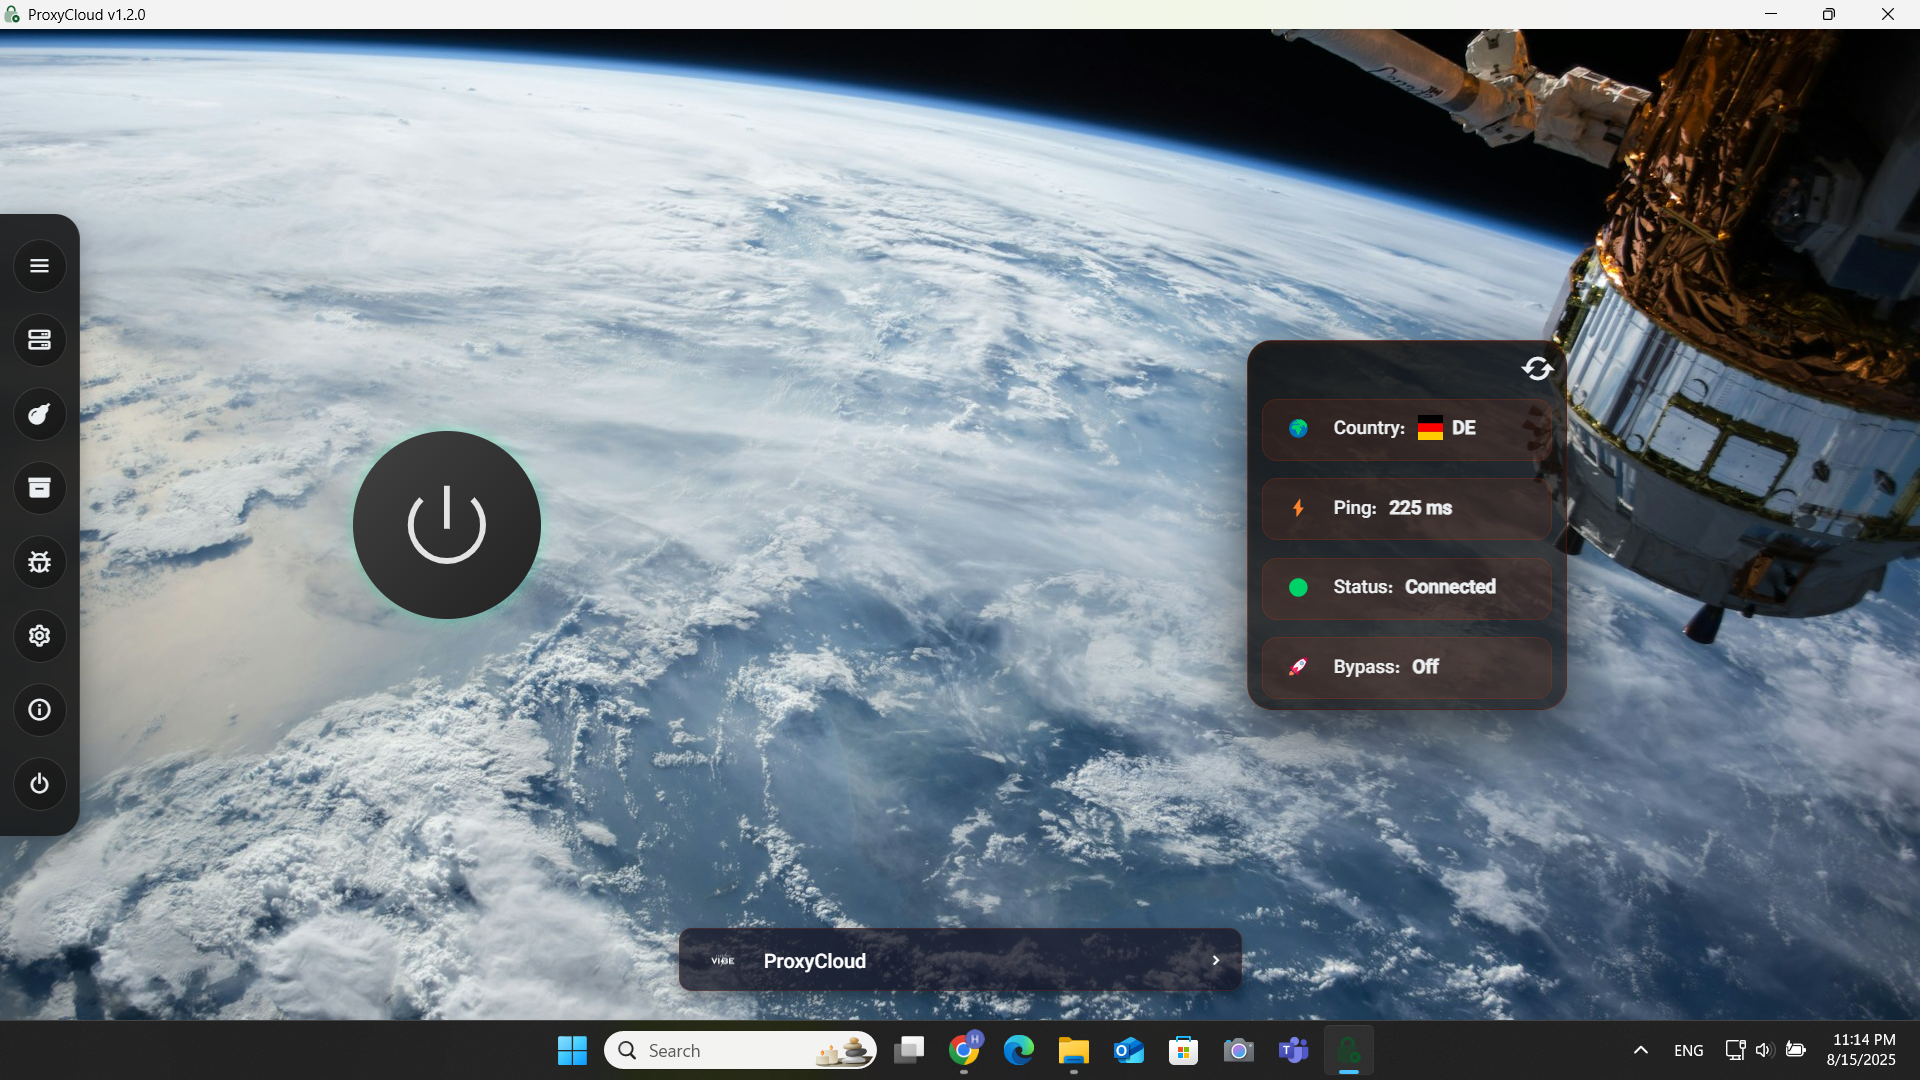 ProxyCloud v1.2.0
Country: DE
Ping: 225 ms
Status: Connected
Bypass: Off
ProxyCloud
Search
ENG
11:14 PM
8/15/2025